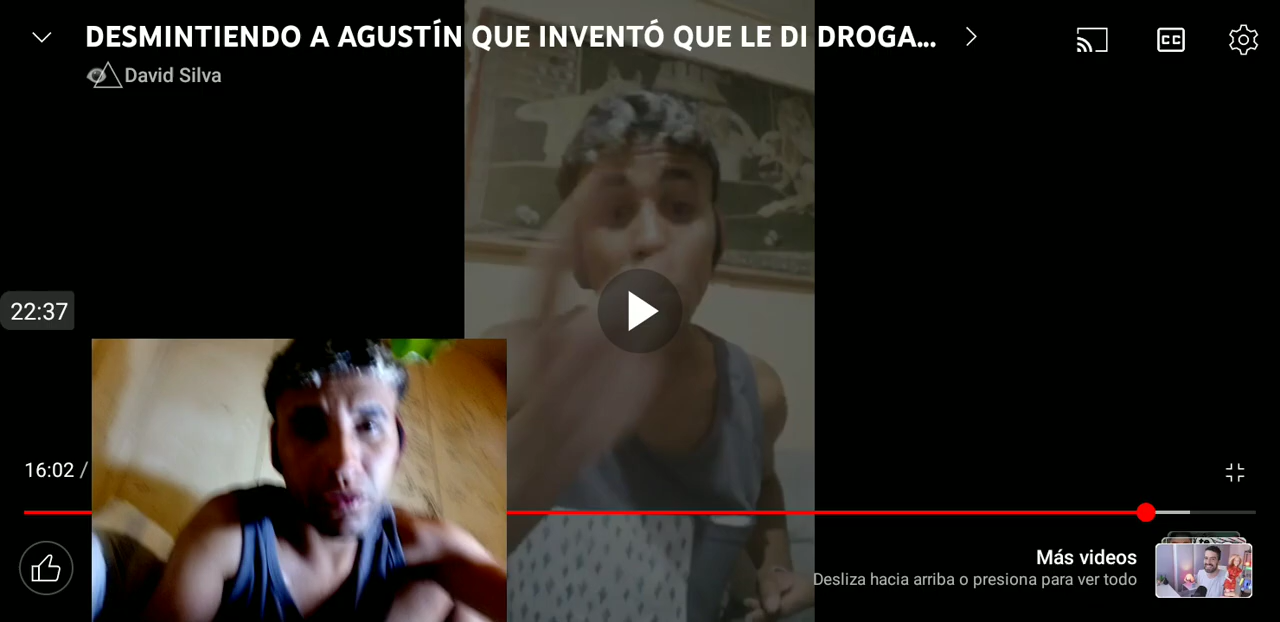 DESMINTIENDO A AGUSTÍN QUE INVENTÓ QUE LE DI DROGA...
CC
David Silva
22:37
16:02 /
Más videos
Desliza hacia arriba o presiona para ver todo